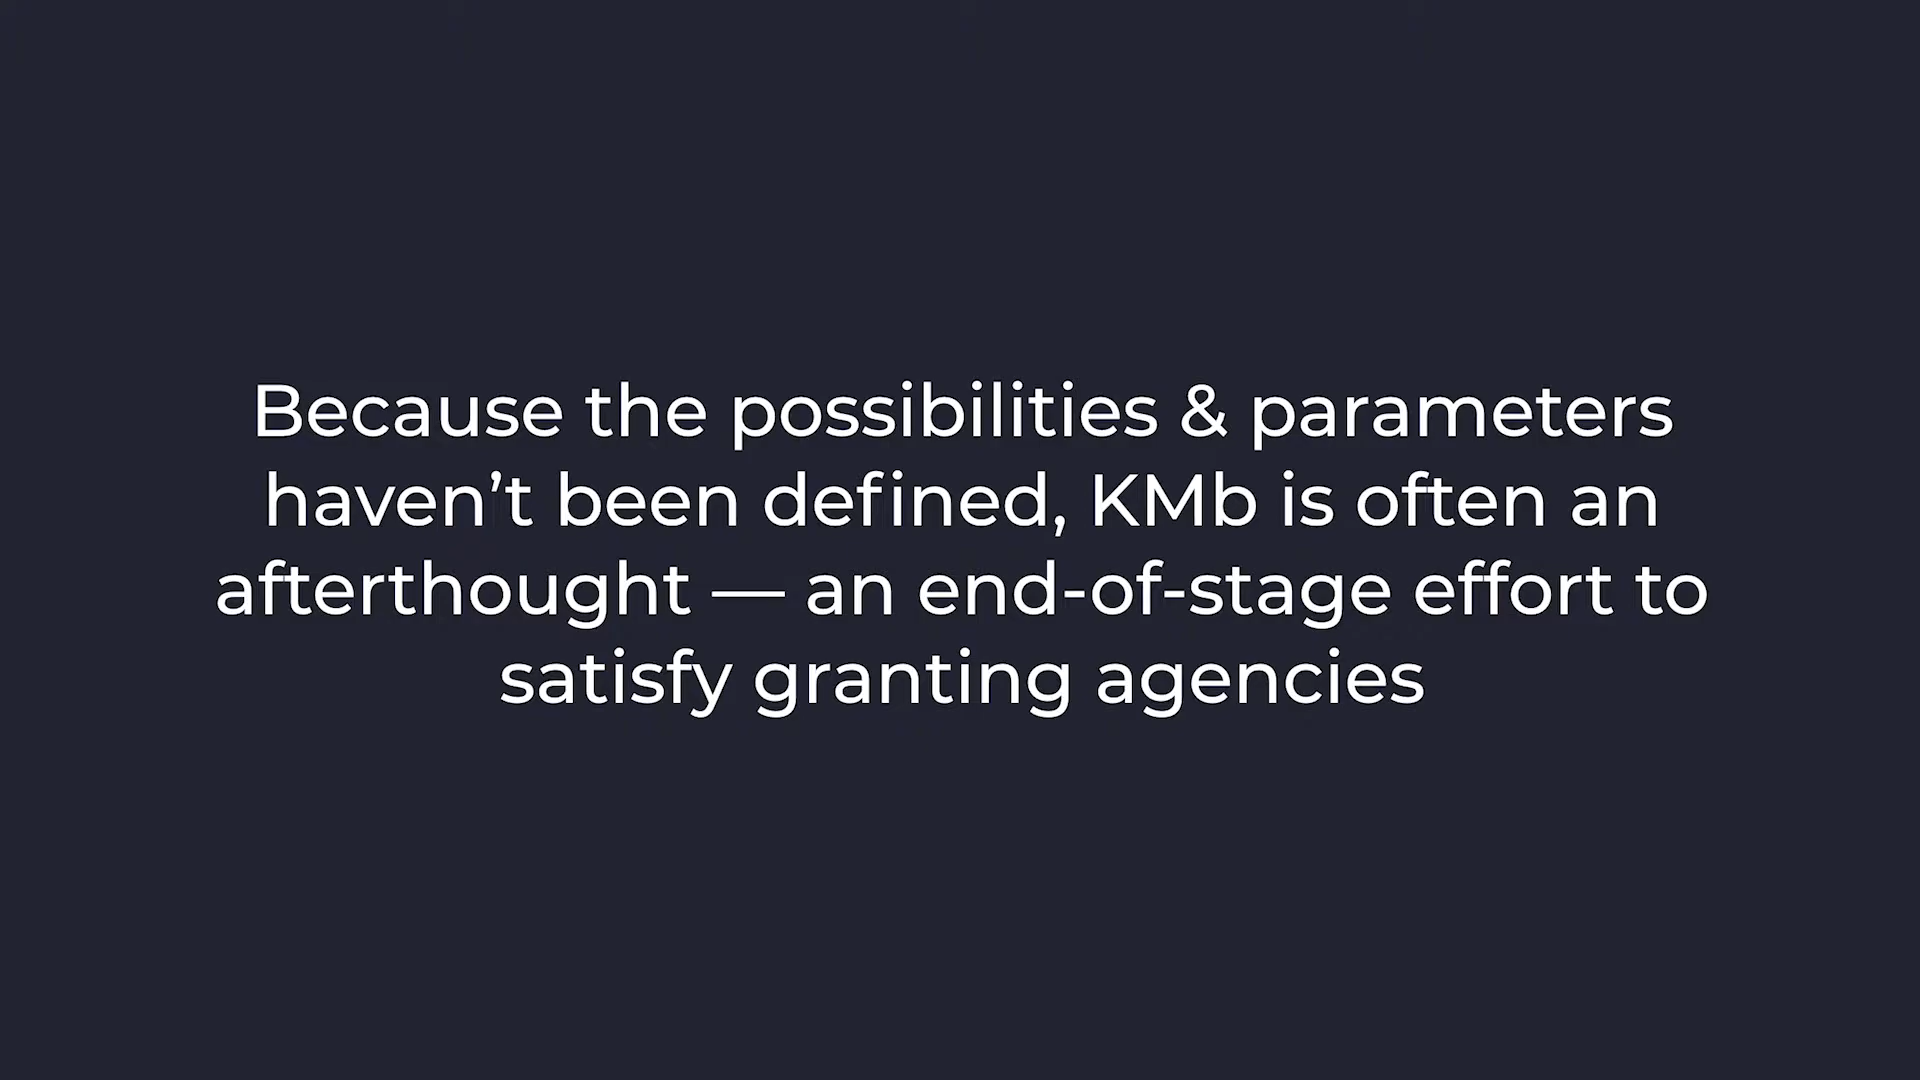 Because the possibilities & parameters
haven’t been defined, KMb is often an
afterthought — an end-of-stage effort to
satisfy granting agencies